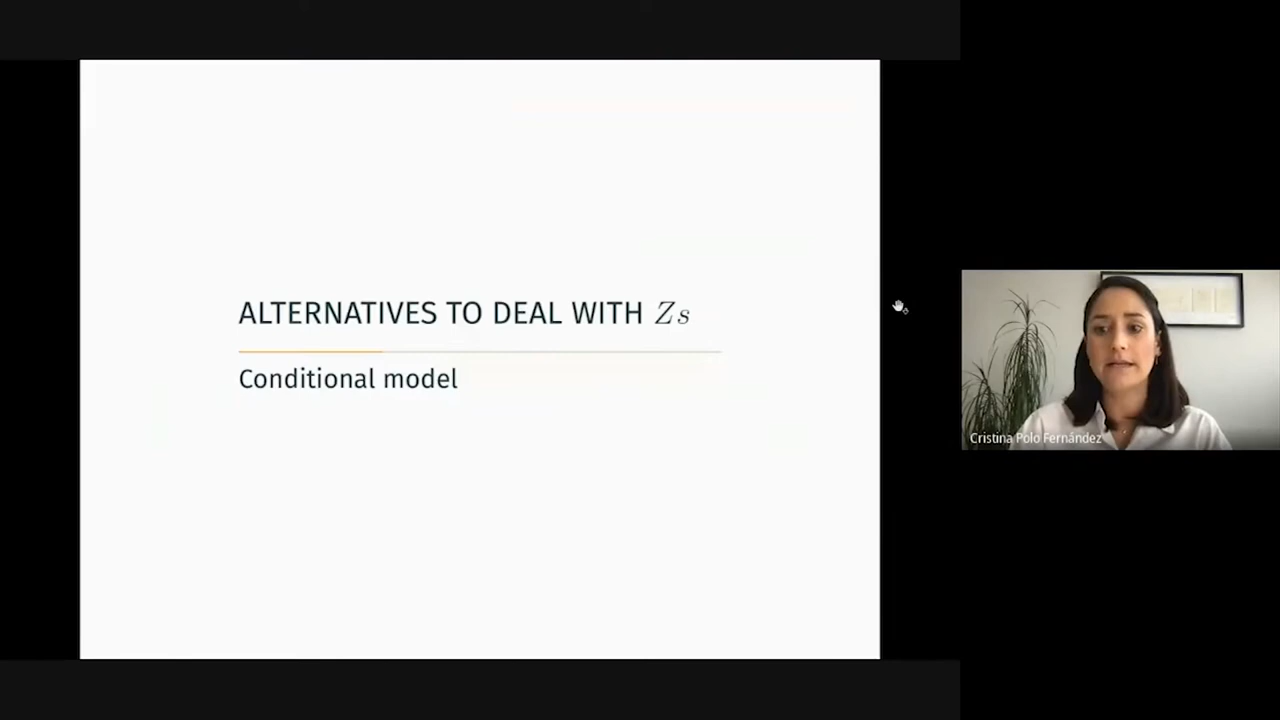 ALTERNATIVES TO DEAL WITH Zs
Conditional model
Cristina Polo Fernández